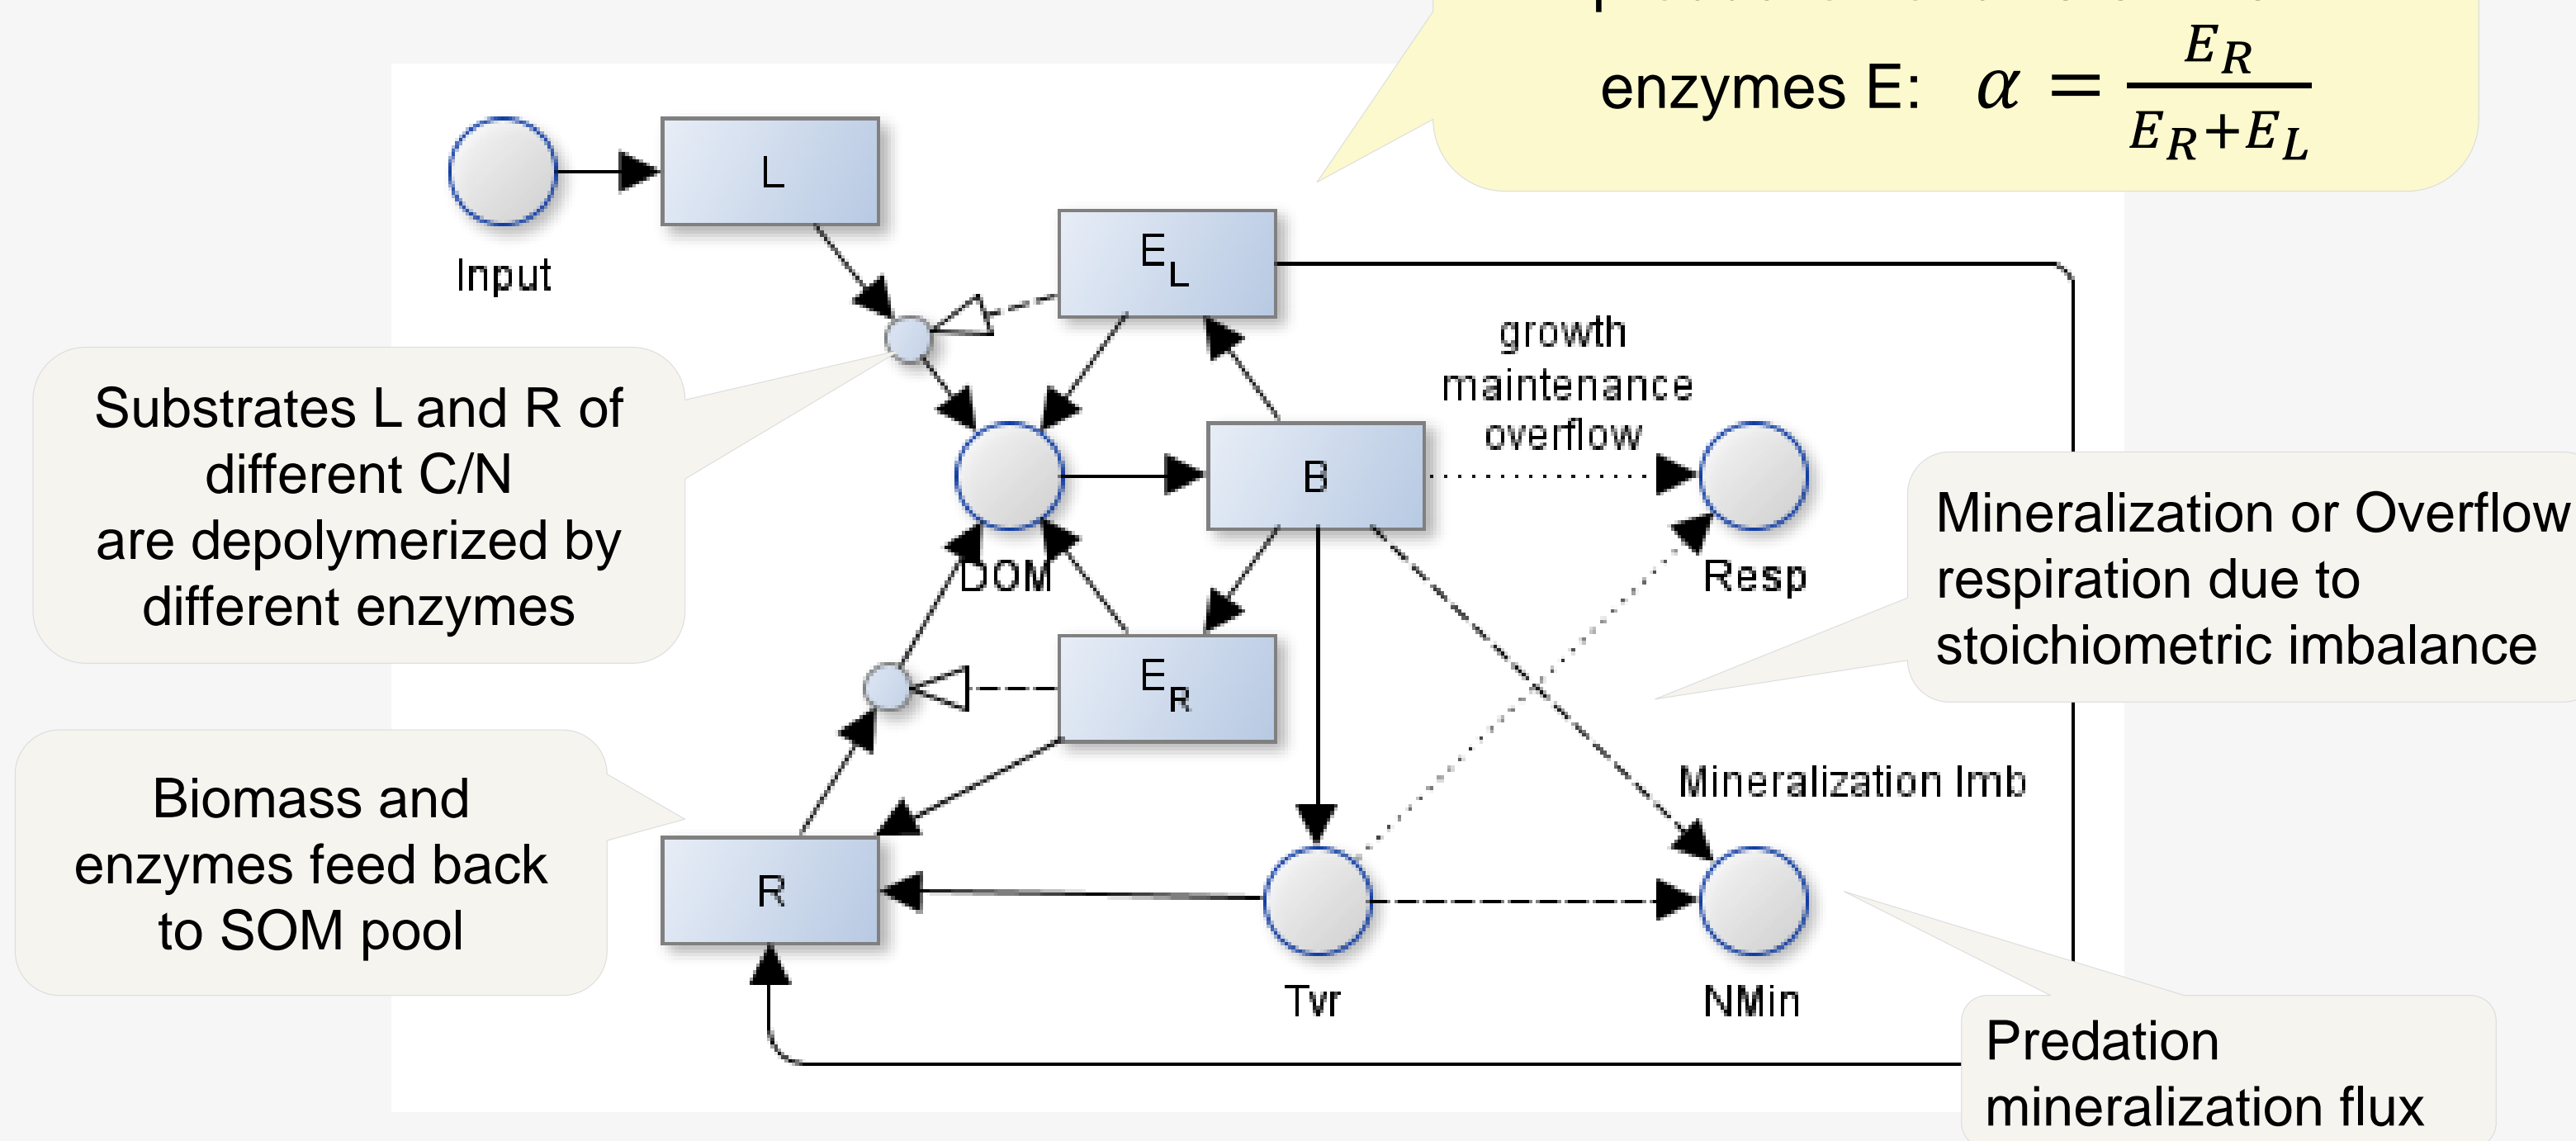 enzymes E: α = E_R / (E_R+E_L)
L
Input
E_L
growth
maintenance
overflow
Substrates L and R of
different C/N
are depolymerized by
different enzymes
B
DOM
Resp
Mineralization or Overflow
respiration due to
stoichiometric imbalance
E_R
Mineralization Imb
Biomass and
enzymes feed back
to SOM pool
R
Tvr
NMin
Predation
mineralization flux